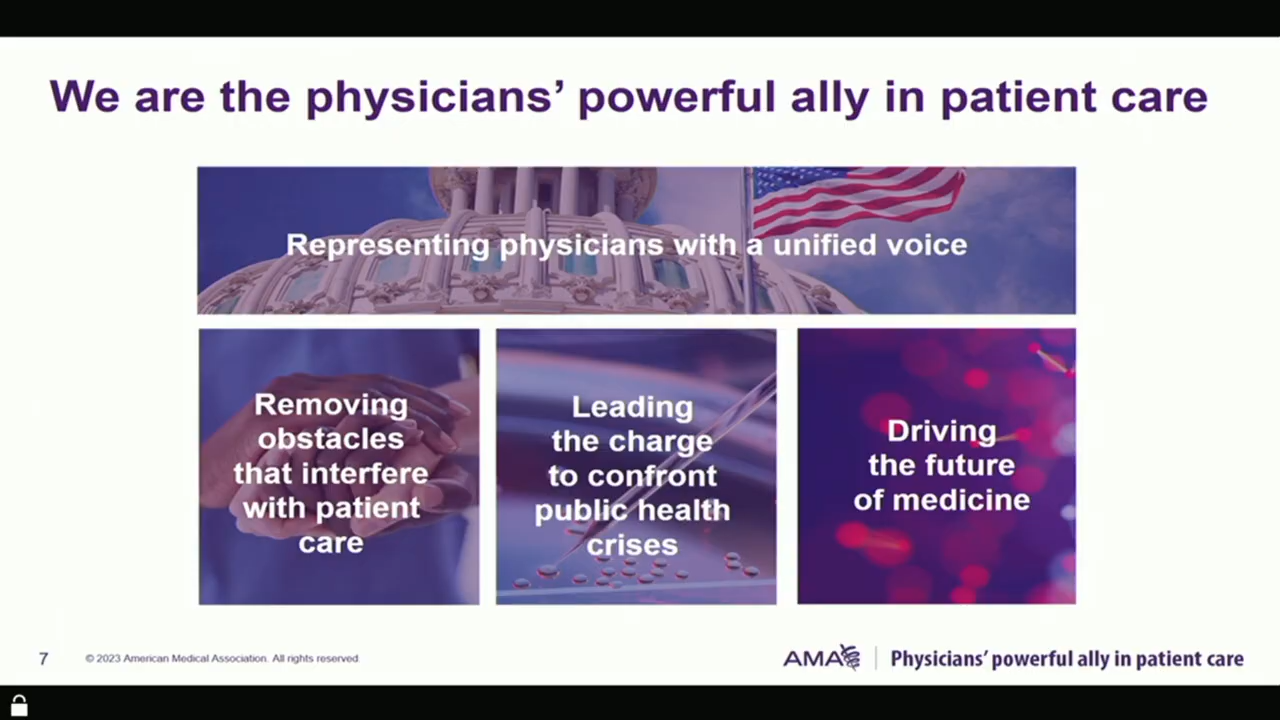 We are the physicians’ powerful ally in patient care
Representing physicians with a unified voice
Removing
obstacles
that interfere
with patient
care
Leading
the charge
to confront
public health
crises
Driving
the future
of medicine
7
© 2023 American Medical Association. All rights reserved.
AMA
Physicians’ powerful ally in patient care